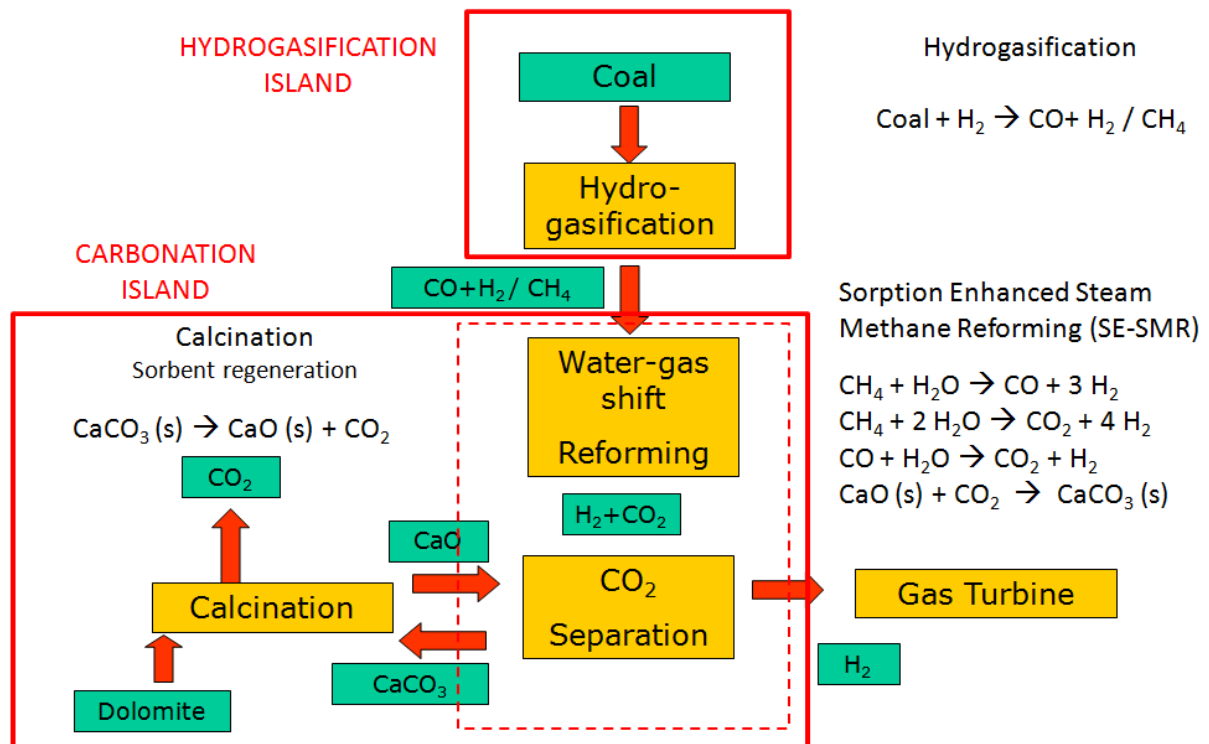 HYDROGASIFICATION
ISLAND
Coal
Hydro-
gasification
Hydrogasification
Coal + H₂ → CO+ H₂ / CH₄
CARBONATION
ISLAND
CO+H₂/ CH₄
Calcination
Sorbent regeneration
CaCO₃ (s) → CaO (s) + CO₂
CO₂
Water-gas
shift
Reforming
H₂+CO₂
CaO
Calcination
CO₂
Separation
CaCO₃
Dolomite
Sorption Enhanced Steam
Methane Reforming (SE-SMR)
CH₄ + H₂O → CO + 3 H₂
CH₄ + 2 H₂O → CO₂ + 4 H₂
CO + H₂O → CO₂ + H₂
CaO (s) + CO₂ → CaCO₃ (s)
Gas Turbine
H₂